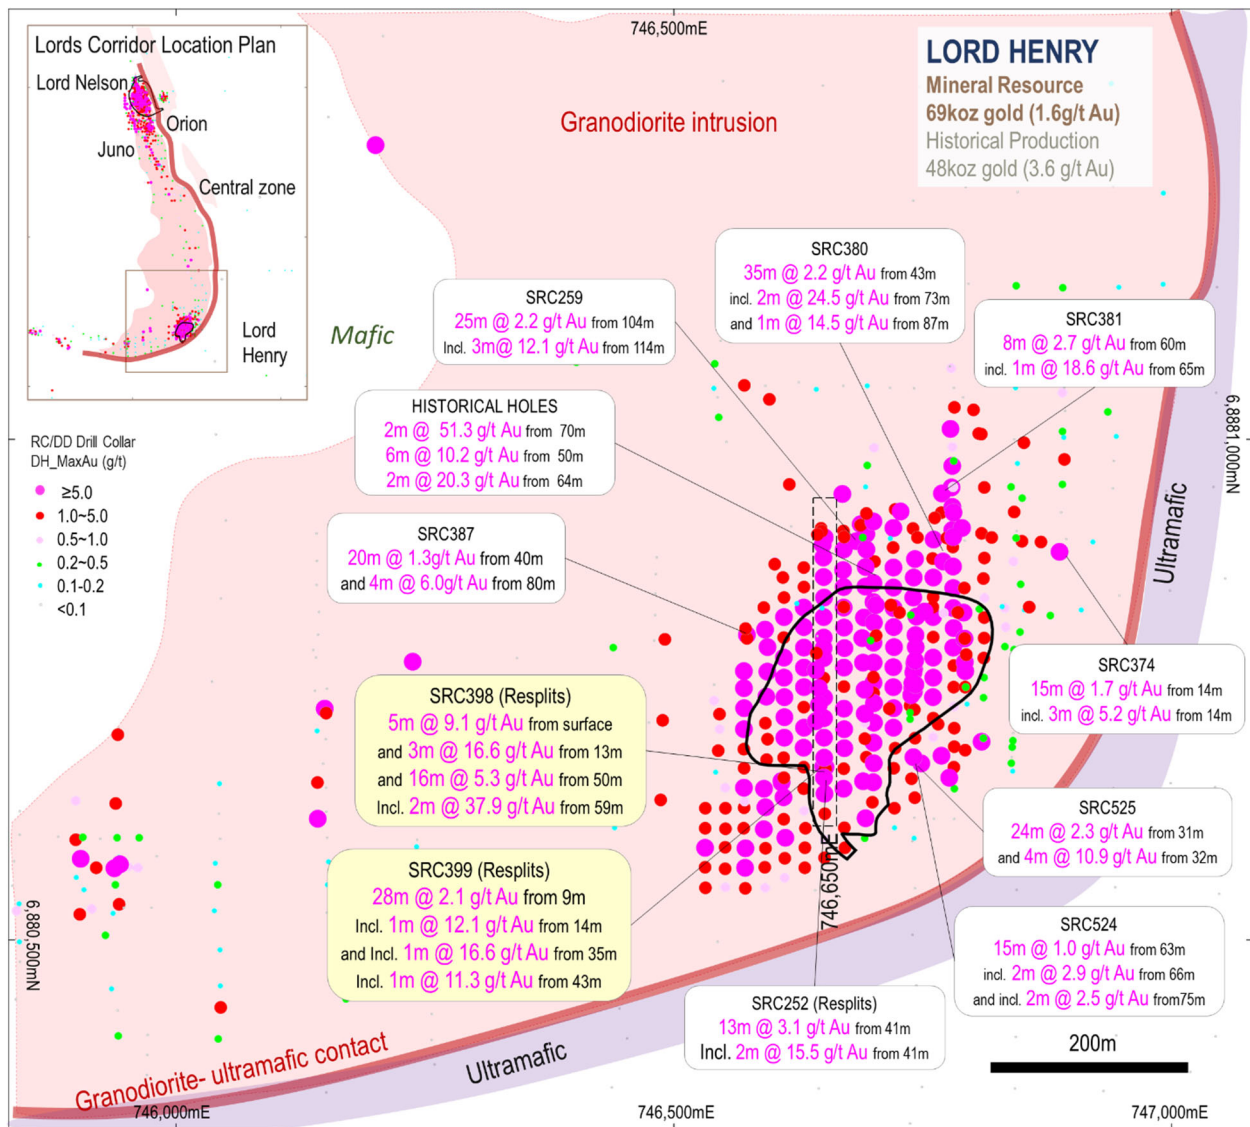 746,500mE
Lords Corridor Location Plan
Lord Nelson
Orion
Juno
Central zone
Lord
Henry
LORD HENRY
Mineral Resource
69koz gold (1.6g/t Au)
Historical Production
48koz gold (3.6 g/t Au)
Granodiorite intrusion
Mafic
SRC380
35m @ 2.2 g/t Au from 43m
incl. 2m @ 24.5 g/t Au from 73m
and 1m @ 14.5 g/t Au from 87m
SRC259
25m @ 2.2 g/t Au from 104m
Incl. 3m@ 12.1 g/t Au from 114m
SRC381
8m @ 2.7 g/t Au from 60m
incl. 1m @ 18.6 g/t Au from 65m
HISTORICAL HOLES
2m @ 51.3 g/t Au from 70m
6m @ 10.2 g/t Au from 50m
2m @ 20.3 g/t Au from 64m
6,8881,000mN
RC/DD Drill Collar
DH_MaxAu (g/t)
≥5.0
1.0~5.0
0.5~1.0
0.2~0.5
0.1-0.2
<0.1
SRC387
20m @ 1.3g/t Au from 40m
and 4m @ 6.0g/t Au from 80m
Ultramafic
SRC374
15m @ 1.7 g/t Au from 14m
incl. 3m @ 5.2 g/t Au from 14m
SRC398 (Resplits)
5m @ 9.1 g/t Au from surface
and 3m @ 16.6 g/t Au from 13m
and 16m @ 5.3 g/t Au from 50m
Incl. 2m @ 37.9 g/t Au from 59m
SRC525
24m @ 2.3 g/t Au from 31m
and 4m @ 10.9 g/t Au from 32m
746,650mE
SRC399 (Resplits)
28m @ 2.1 g/t Au from 9m
Incl. 1m @ 12.1 g/t Au from 14m
and Incl. 1m @ 16.6 g/t Au from 35m
Incl. 1m @ 11.3 g/t Au from 43m
6,880,500mN
SRC524
15m @ 1.0 g/t Au from 63m
incl. 2m @ 2.9 g/t Au from 66m
and incl. 2m @ 2.5 g/t Au from75m
SRC252 (Resplits)
13m @ 3.1 g/t Au from 41m
Incl. 2m @ 15.5 g/t Au from 41m
200m
Granodiorite- ultramafic contact
Ultramafic
746,000mE
746,500mE
747,000mE